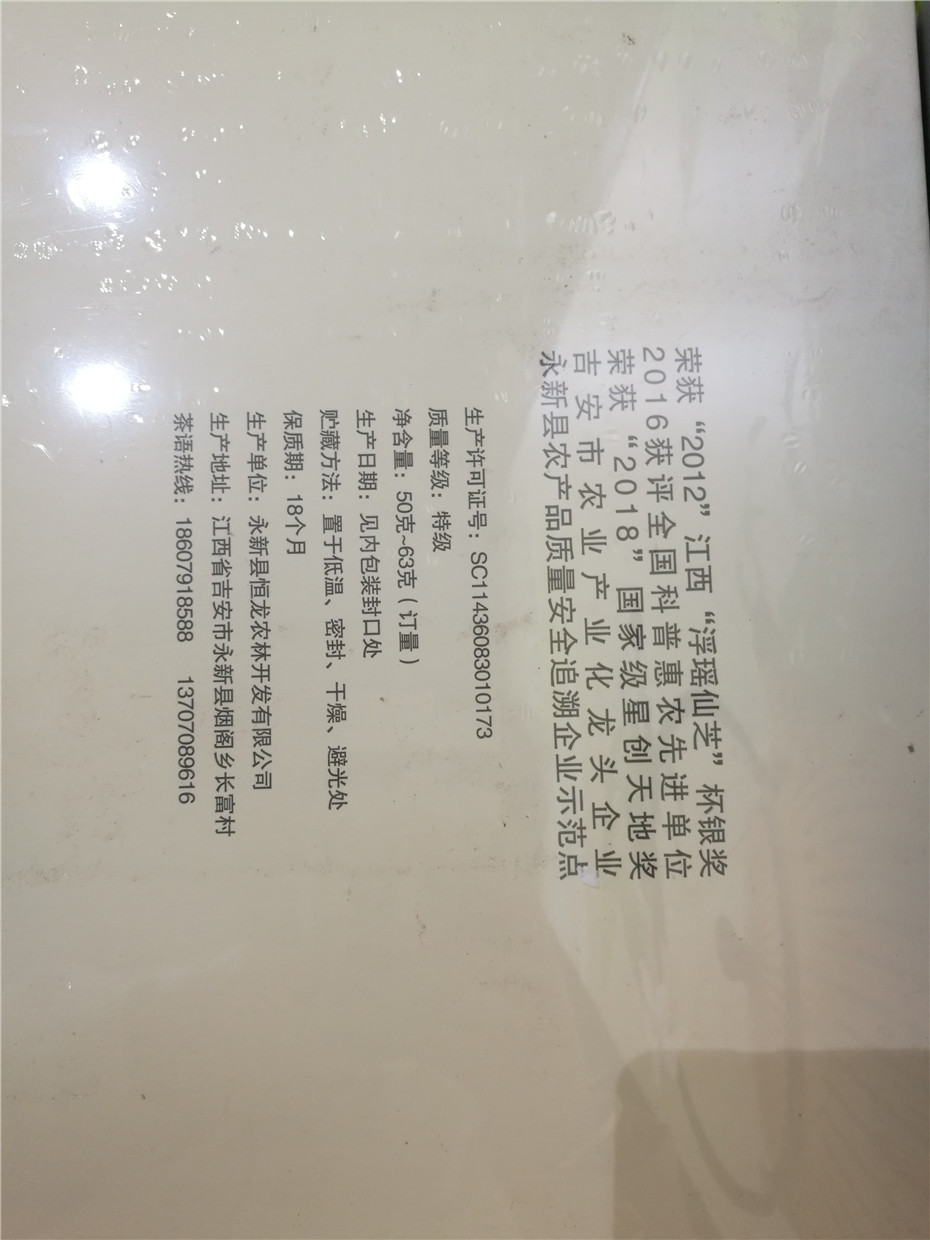 荣获“2012”江西“浮瑶仙芝”杯银奖
2016获评全国科普惠农先进单位
荣获“2018”国家级星创天地奖
吉安市农业产业化龙头企业
永新县农产品质量安全追溯企业示范点
生产许可证号：SC11436083010173
质量等级：特级
净含量：50克~63克（订量）
生产日期：见内包装封口处
贮藏方法：置于低温、密封、干燥、避光处
保质期：18个月
生产单位：永新县恒龙农林开发有限公司
生产地址：江西省吉安市永新县烟阁乡长富村
茶语热线：18607918588 13707089616